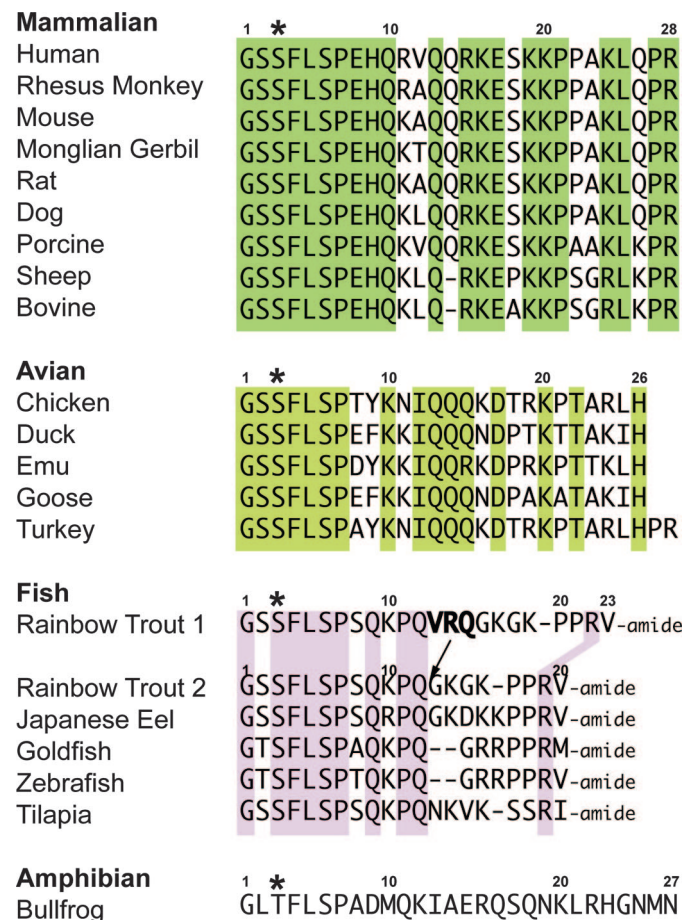 Mammalian
1 * 10 20 28
Human GSSFLSPEHQRVQQRKESKKPPAKLQPR
Rhesus Monkey GSSFLSPEHQRAQQRKESKKPPAKLQPR
Mouse GSSFLSPEHQKAQQRKESKKPPAKLQPR
Monglian Gerbil GSSFLSPEHQKTQQRKESKKPPAKLQPR
Rat GSSFLSPEHQKAQQRKESKKPPAKLQPR
Dog GSSFLSPEHQKLQQRKESKKPPAKLQPR
Porcine GSSFLSPEHQKVQQRKESKKPAAKLKPR
Sheep GSSFLSPEHQKLQ-RKEPKKPSGRLKPR
Bovine GSSFLSPEHQKLQ-RKEAKKPSGRLKPR
Avian
1 * 10 20 26
Chicken GSSFLSPTYKNIQQQKDTRKPTARLH
Duck GSSFLSPEFKKIQQQNDPTKTTAKIH
Emu GSSFLSPDYKKIQQRKDPRKPTTKLH
Goose GSSFLSPEFKKIQQQNDPAKATAKIH
Turkey GSSFLSPAYKNIQQQKDTRKPTARLHPR
Fish
1 * 10 20 23
Rainbow Trout 1 GSSFLSPSQKPQVRQGKGK-PPRV-amide
1 10 20
Rainbow Trout 2 GSSFLSPSQKPQGKGK-PPRV-amide
Japanese Eel GSSFLSPSQRPQGKDKKPPRV-amide
Goldfish GTSFLSPAQKPQ--GRRPPRM-amide
Zebrafish GTSFLSPTQKPQ--GRRPPRV-amide
Tilapia GSSFLSPSQKPQNKVK-SSRI-amide
Amphibian
1 * 10 20 27
Bullfrog GLTFLSPADMQKIAERQSQNKLRHGNMN